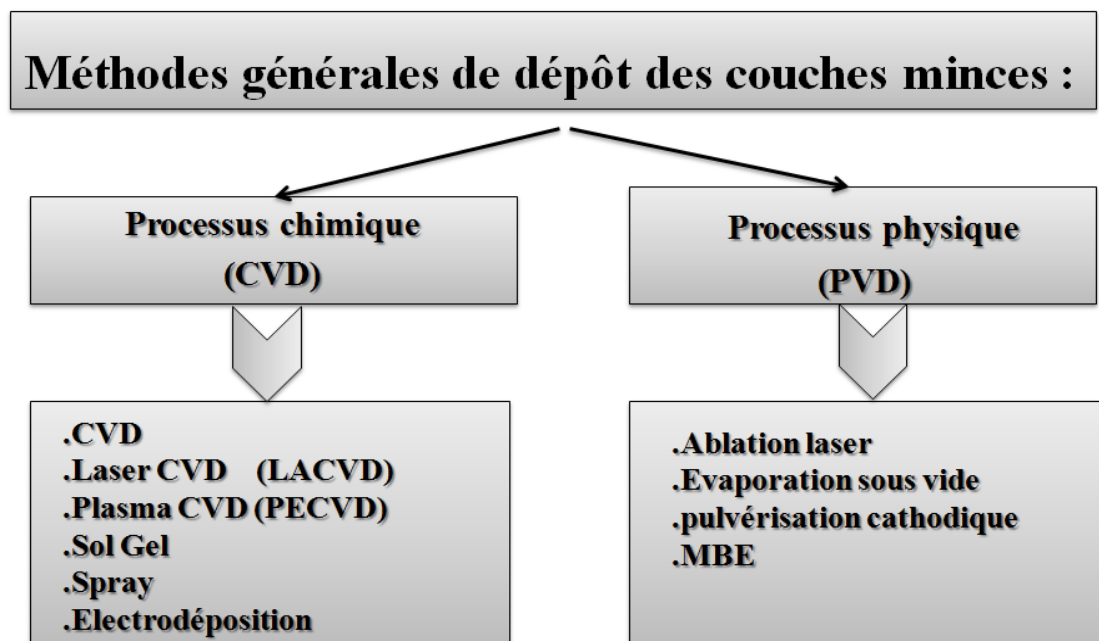 Méthodes générales de dépôt des couches minces :
Processus chimique
(CVD)
Processus physique
(PVD)
.CVD
.Laser CVD (LACVD)
.Plasma CVD (PECVD)
.Sol Gel
.Spray
.Electrodéposition
.Ablation laser
.Evaporation sous vide
.pulvérisation cathodique
.MBE